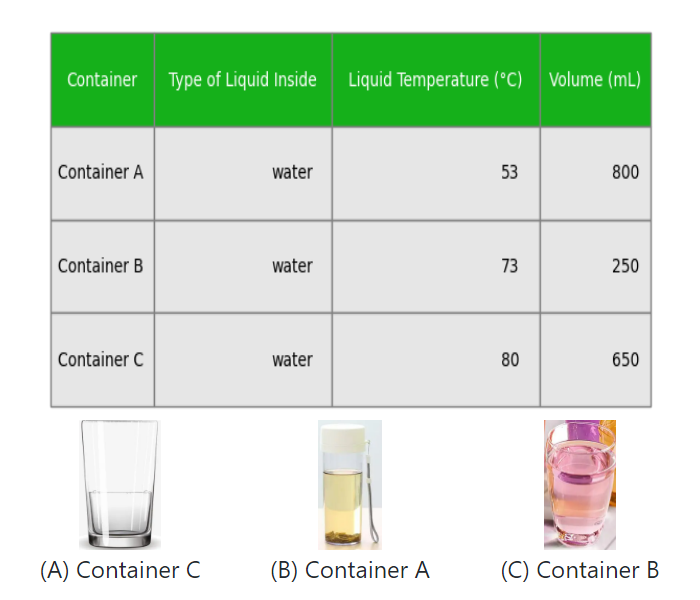 Container Type of Liquid Inside Liquid Temperature (°C) Volume (mL)
Container A water 53 800
Container B water 73 250
Container C water 80 650
(A) Container C (B) Container A (C) Container B